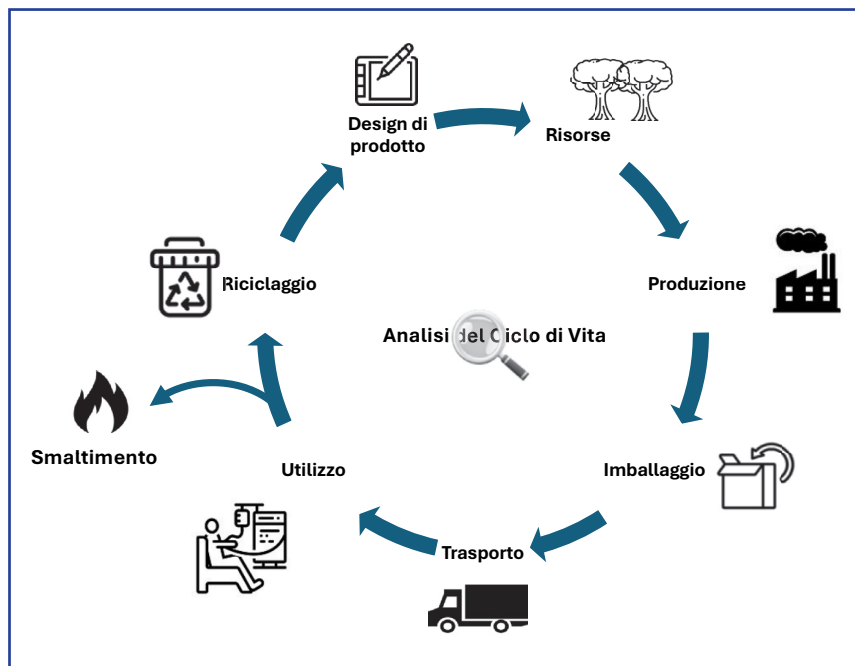 Design di
prodotto
Risorse
Riciclaggio
Produzione
Analisi del Ciclo di Vita
Smaltimento
Utilizzo
Imballaggio
Trasporto